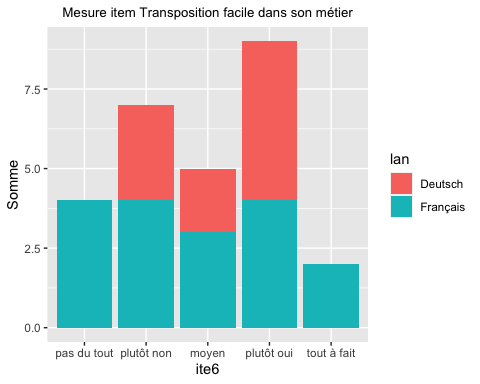 Mesure item Transposition facile dans son métier
Somme
7.5
5.0
2.5
0.0
pas du tout
plutôt non
moyen
plutôt oui
tout à fait
ite6
lan
Deutsch
Français